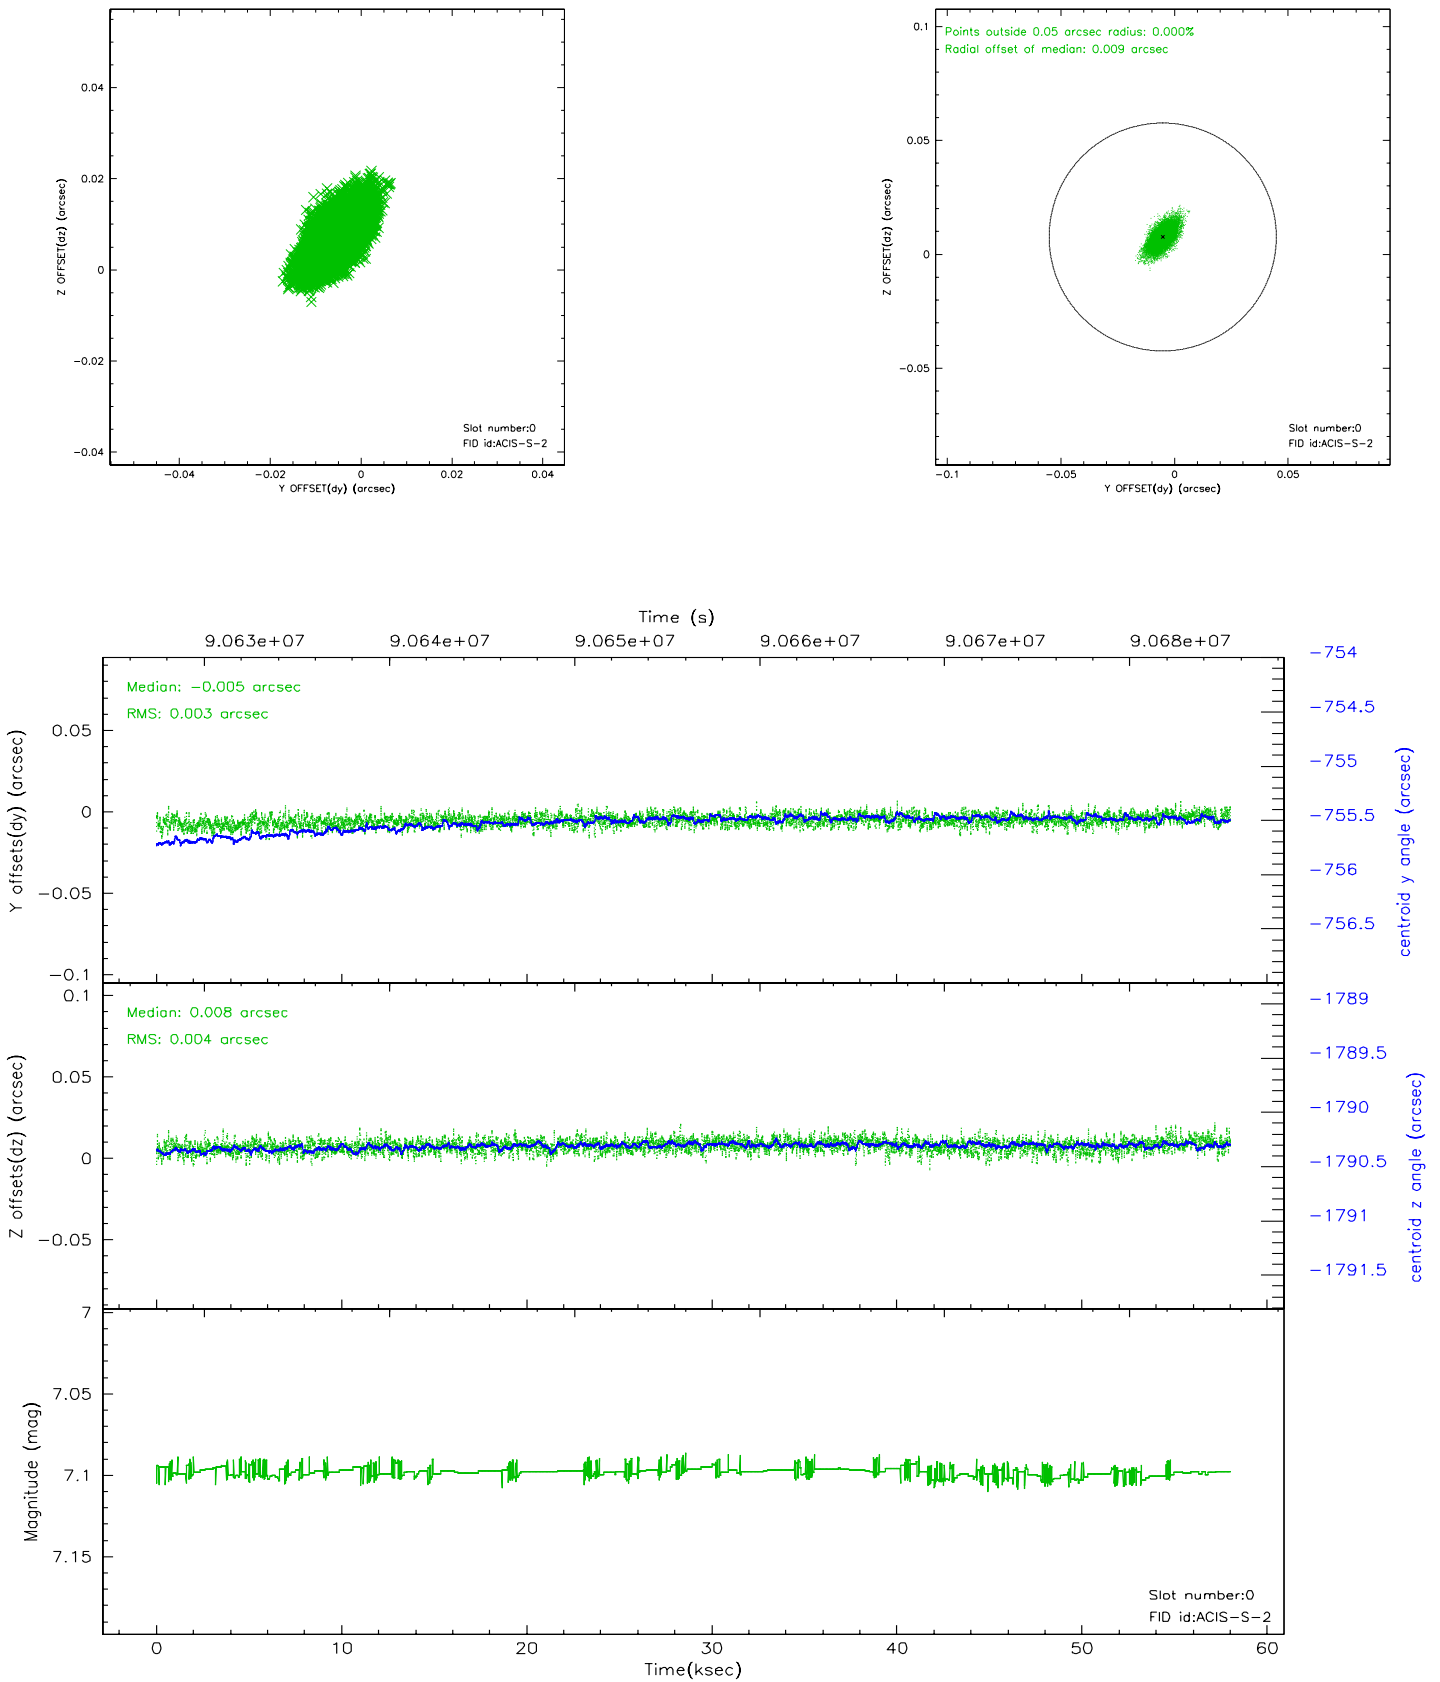 0.04
0.02
0
−0.02
−0.04
Z OFFSET(dz) (arcsec)
Slot number:0
FID id:ACIS−S−2
−0.04
−0.02
0
0.02
0.04
Y OFFSET(dy) (arcsec)
Points outside 0.05 arcsec radius: 0.000%
Radial offset of median: 0.009 arcsec
0.1
0.05
0
−0.05
Z OFFSET(dz) (arcsec)
Slot number:0
FID id:ACIS−S−2
−0.1
−0.05
0
0.05
Y OFFSET(dy) (arcsec)
Time (s)
9.063e+07
9.064e+07
9.065e+07
9.066e+07
9.067e+07
9.068e+07
Median: −0.005 arcsec
RMS: 0.003 arcsec
0.05
0
−0.05
−0.1
Y offsets(dy) (arcsec)
−754
−754.5
−755
−755.5
−756
−756.5
centroid y angle (arcsec)
Median: 0.008 arcsec
RMS: 0.004 arcsec
0.1
0.05
0
−0.05
Z offsets(dz) (arcsec)
−1789
−1789.5
−1790
−1790.5
−1791
−1791.5
centroid z angle (arcsec)
7
7.05
7.1
7.15
Magnitude (mag)
Slot number:0
FID id:ACIS−S−2
0
10
20
30
40
50
60
Time(ksec)